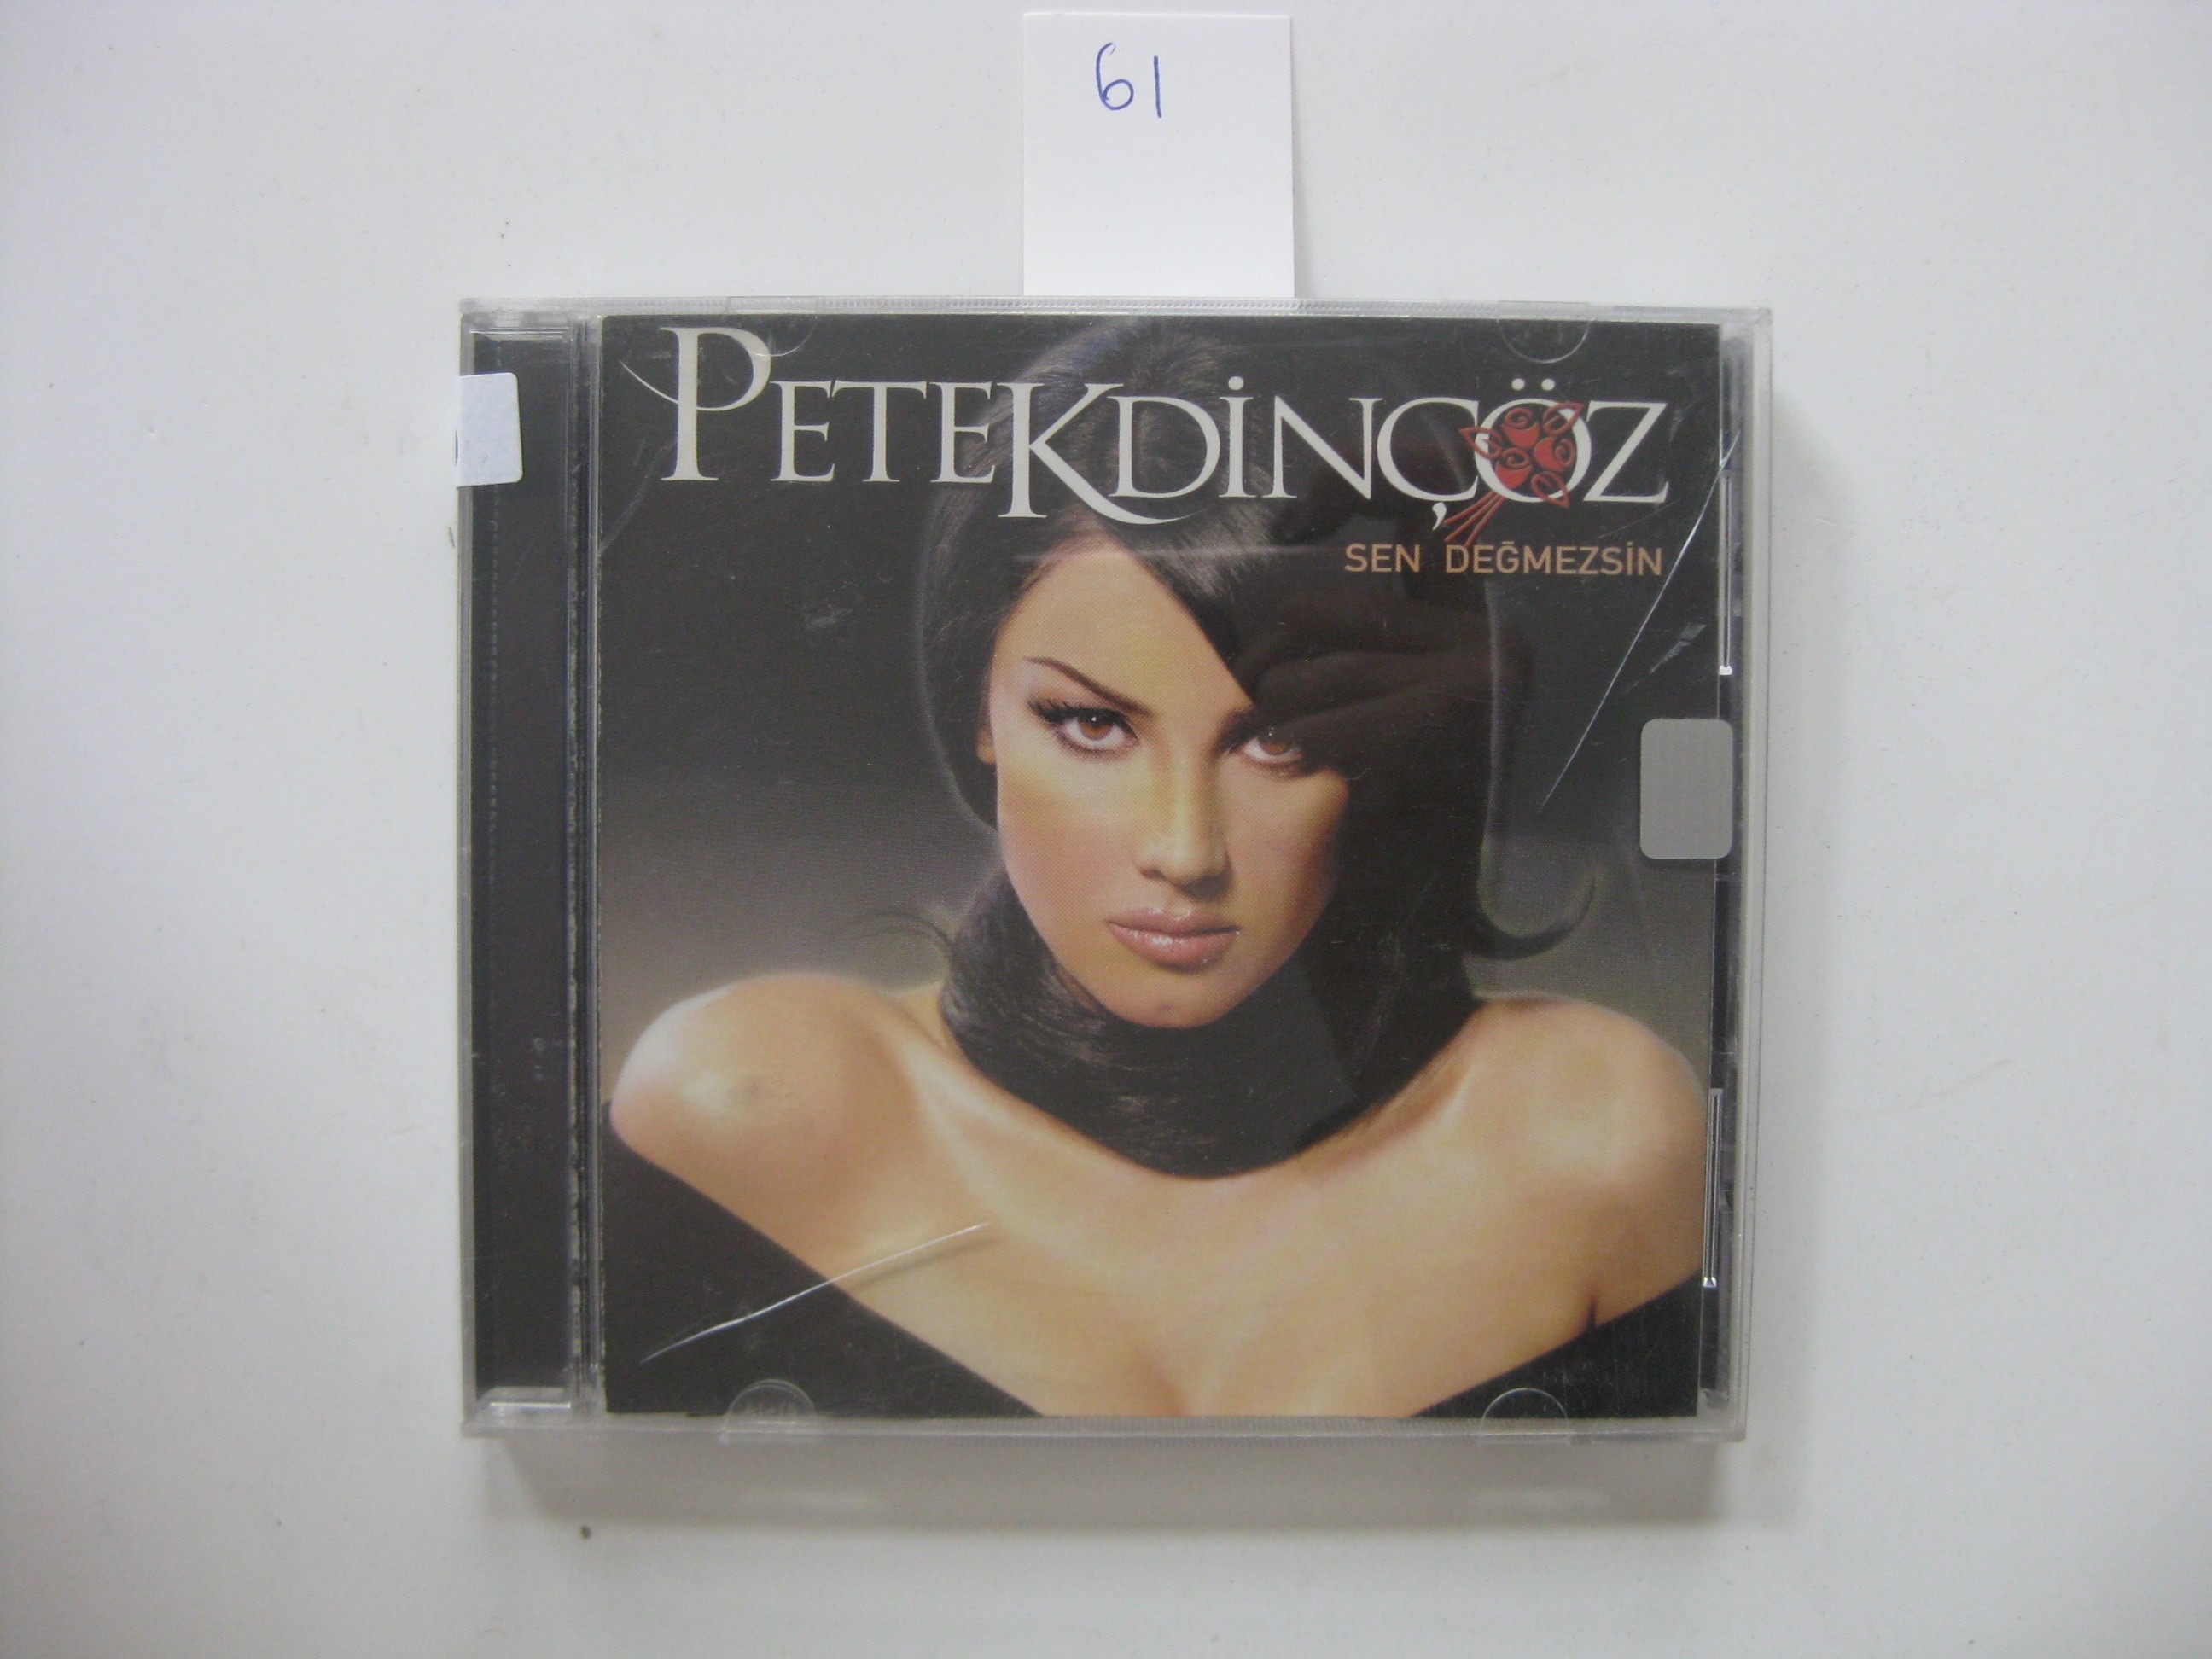 61
PETEKDİNÇÖZ
SEN DEĞMEZSİN